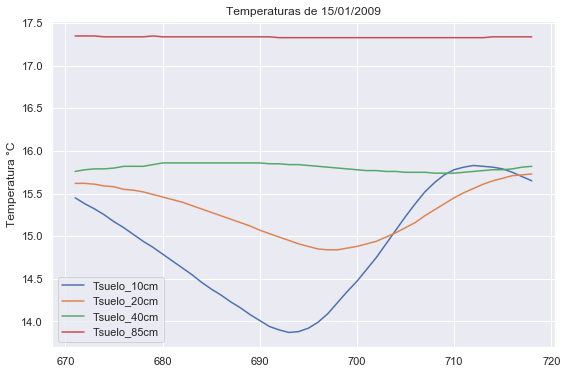 Temperaturas de 15/01/2009
Temperatura °C
17.5
17.0
16.5
16.0
15.5
15.0
14.5
14.0
Tsuelo_10cm
Tsuelo_20cm
Tsuelo_40cm
Tsuelo_85cm
670 680 690 700 710 720